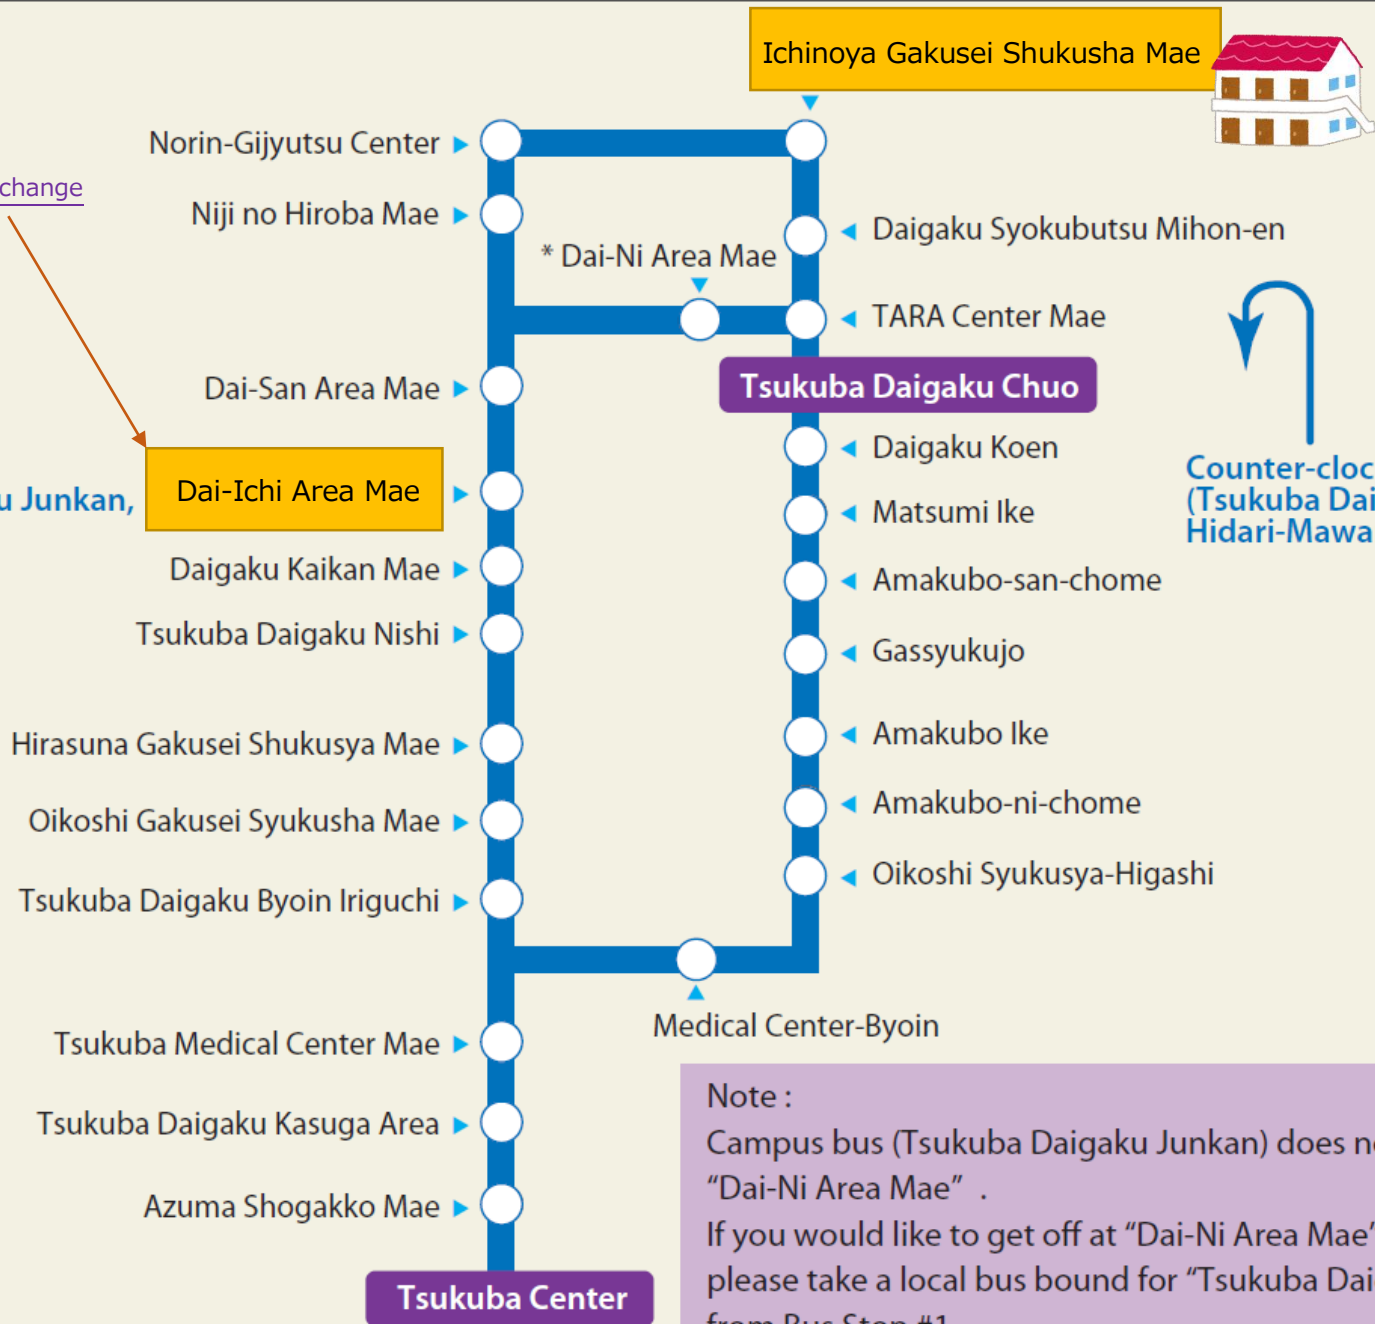 Ichinoya Gakusei Shukusha Mae
Norin-Gijyutsu Center
change
Niji no Hiroba Mae
Daigaku Syokubutsu Mihon-en
* Dai-Ni Area Mae
TARA Center Mae
Dai-San Area Mae
Tsukuba Daigaku Chuo
Daigaku Koen
Counter-cloc
(Tsukuba Dai
Hidari-Mawa
u Junkan,
Dai-Ichi Area Mae
Matsumi Ike
Daigaku Kaikan Mae
Amakubo-san-chome
Tsukuba Daigaku Nishi
Gassyukujo
Hirasuna Gakusei Shukusya Mae
Amakubo Ike
Oikoshi Gakusei Syukusha Mae
Amakubo-ni-chome
Tsukuba Daigaku Byoin Iriguchi
Oikoshi Syukusya-Higashi
Medical Center-Byoin
Tsukuba Medical Center Mae
Tsukuba Daigaku Kasuga Area
Azuma Shogakko Mae
Tsukuba Center
Note :
Campus bus (Tsukuba Daigaku Junkan) does n
“Dai-Ni Area Mae” .
If you would like to get off at “Dai-Ni Area Mae”
please take a local bus bound for “Tsukuba Dai
from Bus Stop #1